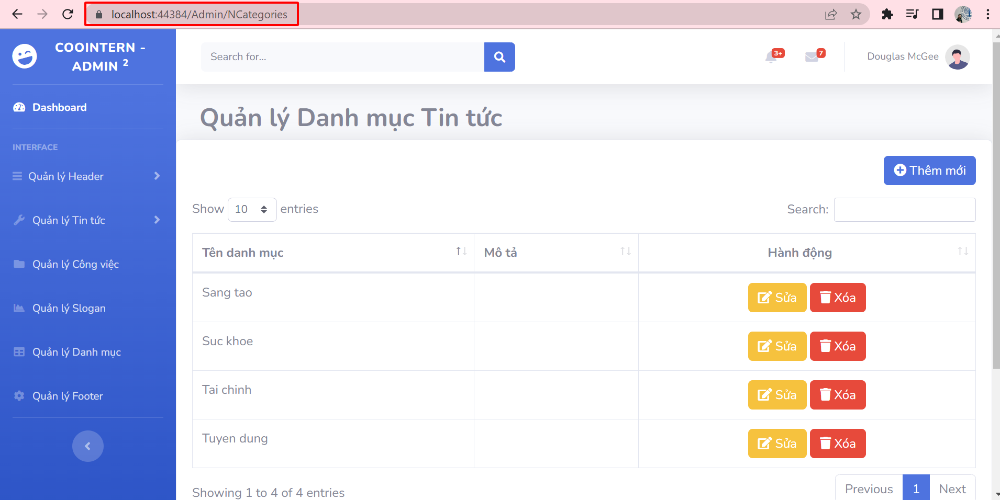 localhost:44384/Admin/NCategories
COOINTERN -
ADMIN 2
Search for...
3+
7
Douglas McGee
Dashboard
INTERFACE
Quản lý Header
Quản lý Tin tức
Quản lý Công việc
Quản lý Slogan
Quản lý Danh mục
Quản lý Footer
Quản lý Danh mục Tin tức
Thêm mới
Show 10 entries
Search:
Tên danh mục Mô tả Hành động
Sang tao Sửa Xóa
Suc khoe Sửa Xóa
Tai chinh Sửa Xóa
Tuyen dung Sửa Xóa
Showing 1 to 4 of 4 entries
Previous 1 Next